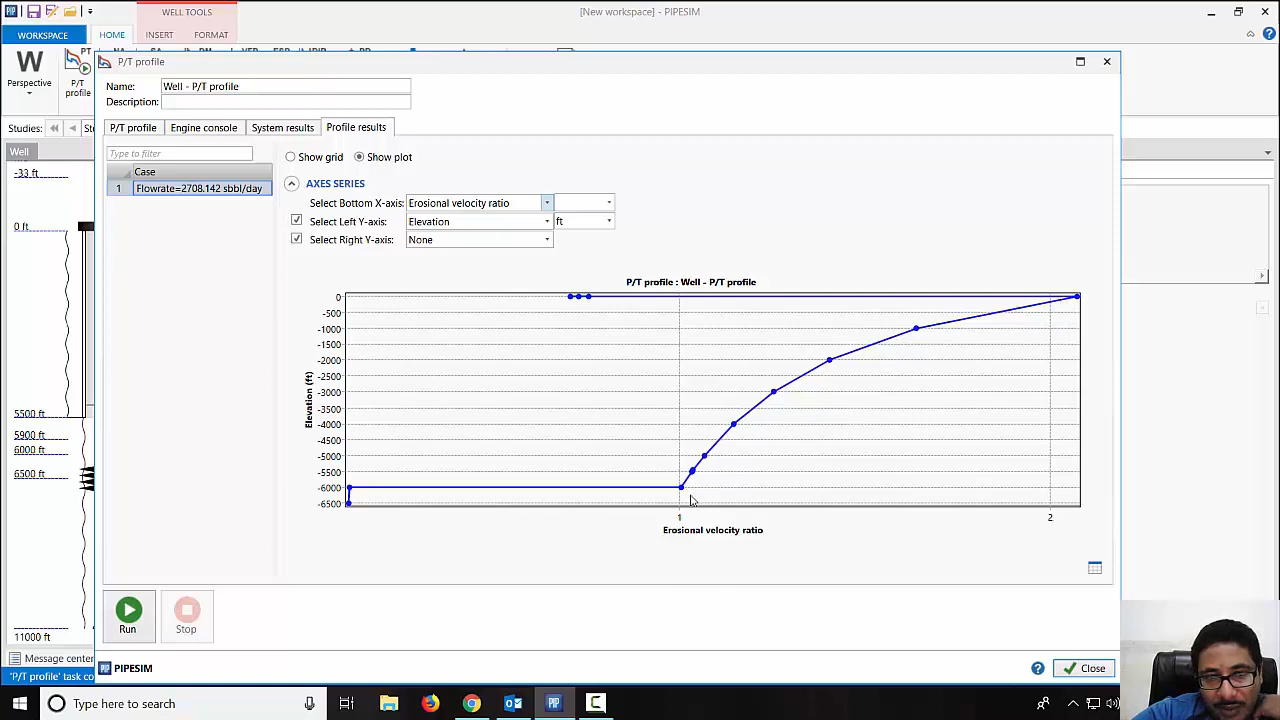 WELL TOOLS
[New workspace] - PIPESIM
WORKSPACE
HOME
INSERT
FORMAT
W
Perspective
PT
P/T
profile
P/T profile
Name:
Well - P/T profile
Description:
Studies:
P/T profile
Engine console
System results
Profile results
Well
Type to filter
Show grid
Show plot
Case
AXES SERIES
1
Flowrate=2708.142 sbbl/day
Select Bottom X-axis:
Erosional velocity ratio
Select Left Y-axis:
Elevation
ft
Select Right Y-axis:
None
-33 ft
0 ft
5500 ft
5900 ft
6000 ft
6500 ft
11000 ft
P/T profile : Well - P/T profile
0
-500
-1000
-1500
-2000
-2500
-3000
-3500
-4000
-4500
-5000
-5500
-6000
-6500
Elevation (ft)
1
2
Erosional velocity ratio
Run
Stop
Message center
PIP
PIPESIM
Close
'P/T profile' task co
Type here to search